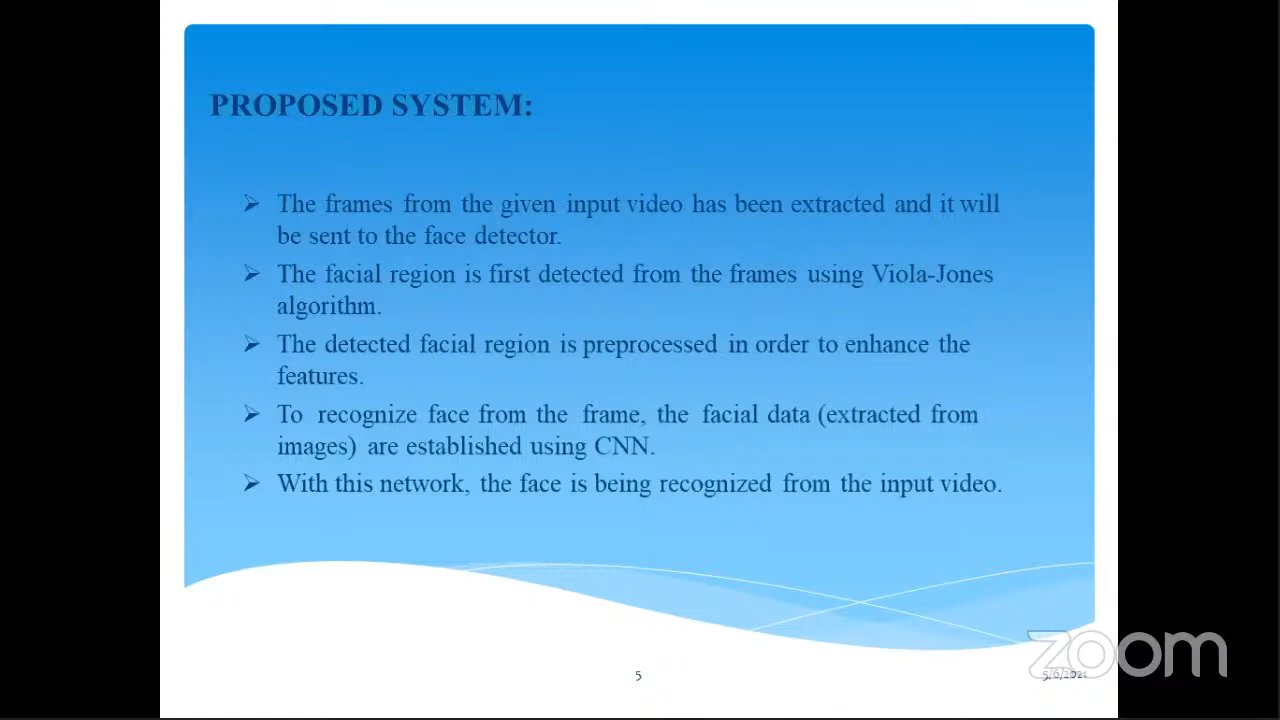 PROPOSED SYSTEM:
➢ The frames from the given input video has been extracted and it will
be sent to the face detector.
➢ The facial region is first detected from the frames using Viola-Jones
algorithm.
➢ The detected facial region is preprocessed in order to enhance the
features.
➢ To recognize face from the frame, the facial data (extracted from
images) are established using CNN.
➢ With this network, the face is being recognized from the input video.
zoom
5
5/6/2021